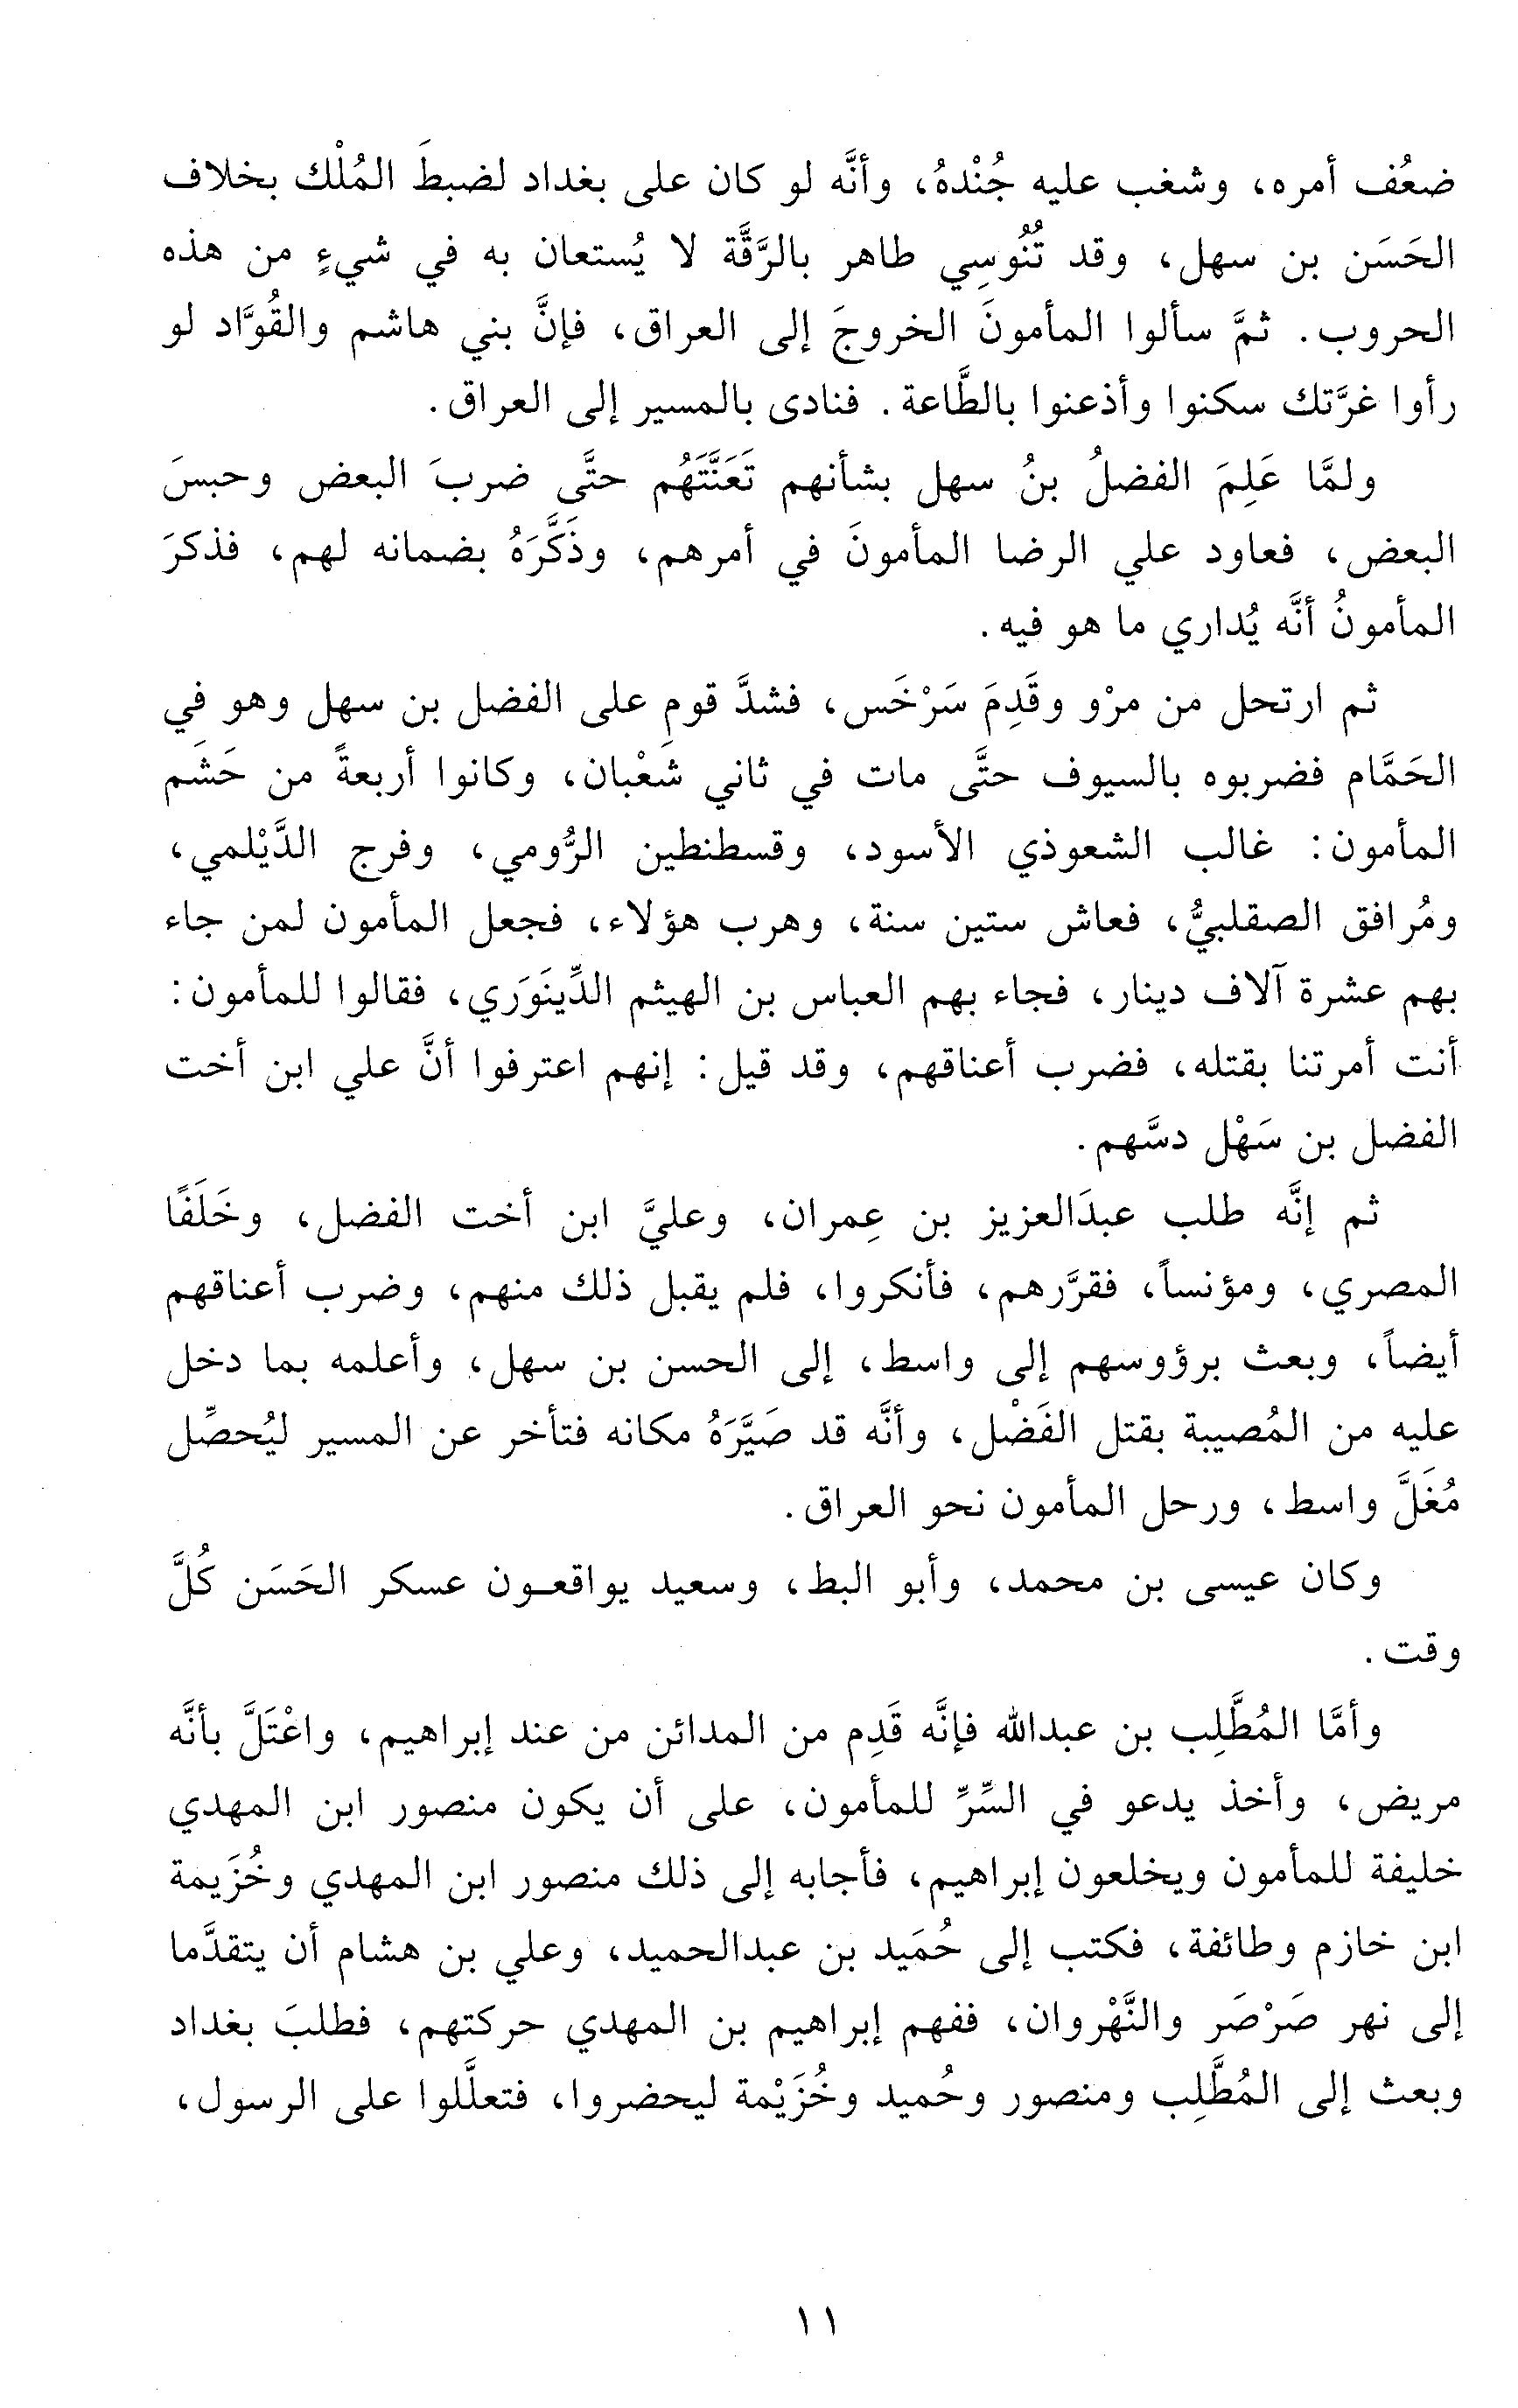 ضعُف أمره، وشغب عليه جُنْدهُ، وأنَّه لو كان على بغداد لضبطَ المُلْك بخلاف
الحَسَن بن سهل، وقد تُنُوسِي طاهر بالرَّقَّة لا يُستعان به في شيءٍ من هذه
الحروب. ثمَّ سألوا المأمونَ الخروجَ إلى العراق، فإنَّ بني هاشم والقُوَّاد لو
رأوا غرَّتك سكنوا وأذعنوا بالطَّاعة. فنادى بالمسير إلى العراق.
ولمَّا عَلِمَ الفضلُ بنُ سهل بشأنهم تَعَنَّتَهُم حتَّى ضربَ البعض وحبسَ
البعض، فعاود علي الرضا المأمونَ في أمرهم، وذَكَّرَهُ بضمانه لهم، فذكرَ
المأمونُ أنَّه يُداري ما هو فيه.
ثم ارتحل من مرْو وقَدِمَ سَرْخَس، فشدَّ قوم على الفضل بن سهل وهو في
الحَمَّام فضربوه بالسيوف حتَّى مات في ثاني شَعْبان، وكانوا أربعةً من حَشَم
المأمون: غالب الشعوذي الأسود، وقسطنطين الرُّومي، وفرج الدَّيْلمي،
ومُرافق الصقلبيُّ، فعاش ستين سنة، وهرب هؤلاء، فجعل المأمون لمن جاء
بهم عشرة آلاف دينار، فجاء بهم العباس بن الهيثم الدِّينَوَري، فقالوا للمأمون:
أنت أمرتنا بقتله، فضرب أعناقهم، وقد قيل: إنهم اعترفوا أنَّ علي ابن أخت
الفضل بن سَهْل دسَّهم.
ثم إنَّه طلب عبدَالعزيز بن عِمران، وعليَّ ابن أخت الفضل، وخَلَفًا
المصري، ومؤنساً، فقرَّرهم، فأنكروا، فلم يقبل ذلك منهم، وضرب أعناقهم
أيضاً، وبعث برؤوسهم إلى واسط، إلى الحسن بن سهل، وأعلمه بما دخل
عليه من المُصيبة بقتل الفَضْل، وأنَّه قد صَيَّرَهُ مكانه فتأخر عن المسير ليُحصِّل
مُغَلَّ واسط، ورحل المأمون نحو العراق.
وكان عيسى بن محمد، وأبو البط، وسعيد يواقعـون عسكر الحَسَن كُلَّ
وقت.
وأمَّا المُطَّلِب بن عبدالله فإنَّه قَدِم من المدائن من عند إبراهيم، واعْتَلَّ بأنَّه
مريض، وأخذ يدعو في السِّرِّ للمأمون، على أن يكون منصور ابن المهدي
خليفة للمأمون ويخلعون إبراهيم، فأجابه إلى ذلك منصور ابن المهدي وخُزَيمة
ابن خازم وطائفة، فكتب إلى حُمَيد بن عبدالحميد، وعلي بن هشام أن يتقدَّما
إلى نهر صَرْصَر والنَّهْروان، ففهم إبراهيم بن المهدي حركتهم، فطلبَ بغداد
وبعث إلى المُطَّلِب ومنصور وحُميد وخُزَيْمة ليحضروا، فتعلَّلوا على الرسول،
١١